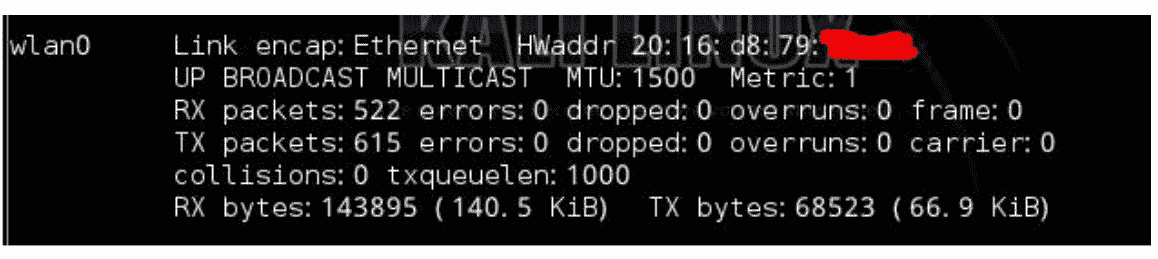 KALI LINUX
wlan0 Link encap:Ethernet HWaddr 20:16:d8:79:
UP BROADCAST MULTICAST MTU:1500 Metric:1
RX packets:522 errors:0 dropped:0 overruns:0 frame:0
TX packets:615 errors:0 dropped:0 overruns:0 carrier:0
collisions:0 txqueuelen:1000
RX bytes:143895 (140.5 KiB) TX bytes:68523 (66.9 KiB)